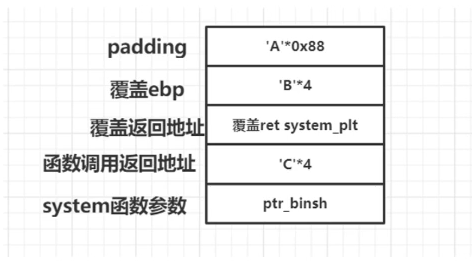 padding 'A'*0x88
覆盖ebp 'B'*4
覆盖返回地址 覆盖ret system_plt
函数调用返回地址 'C'*4
system函数参数 ptr_binsh